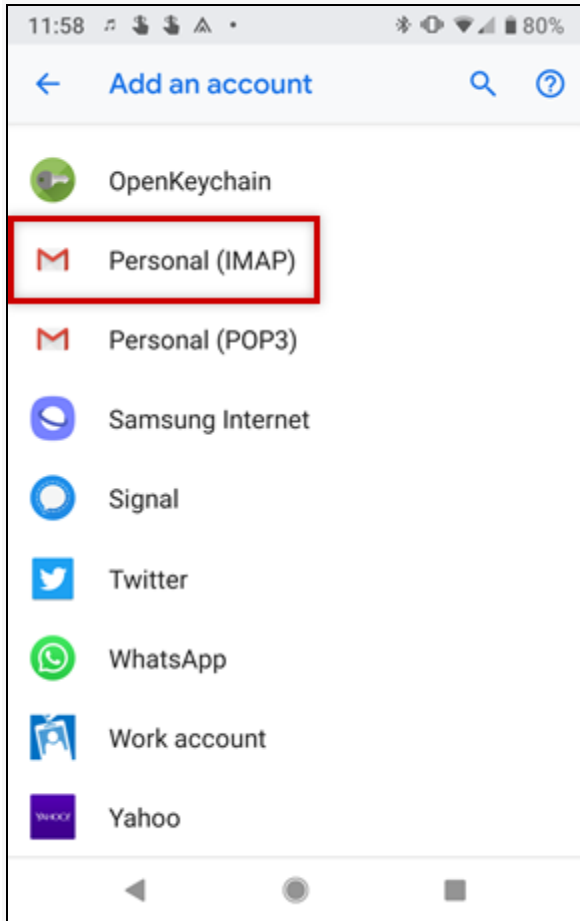 11:58 80%
Add an account
OpenKeychain
Personal (IMAP)
Personal (POP3)
Samsung Internet
Signal
Twitter
WhatsApp
Work account
YAHOO! Yahoo